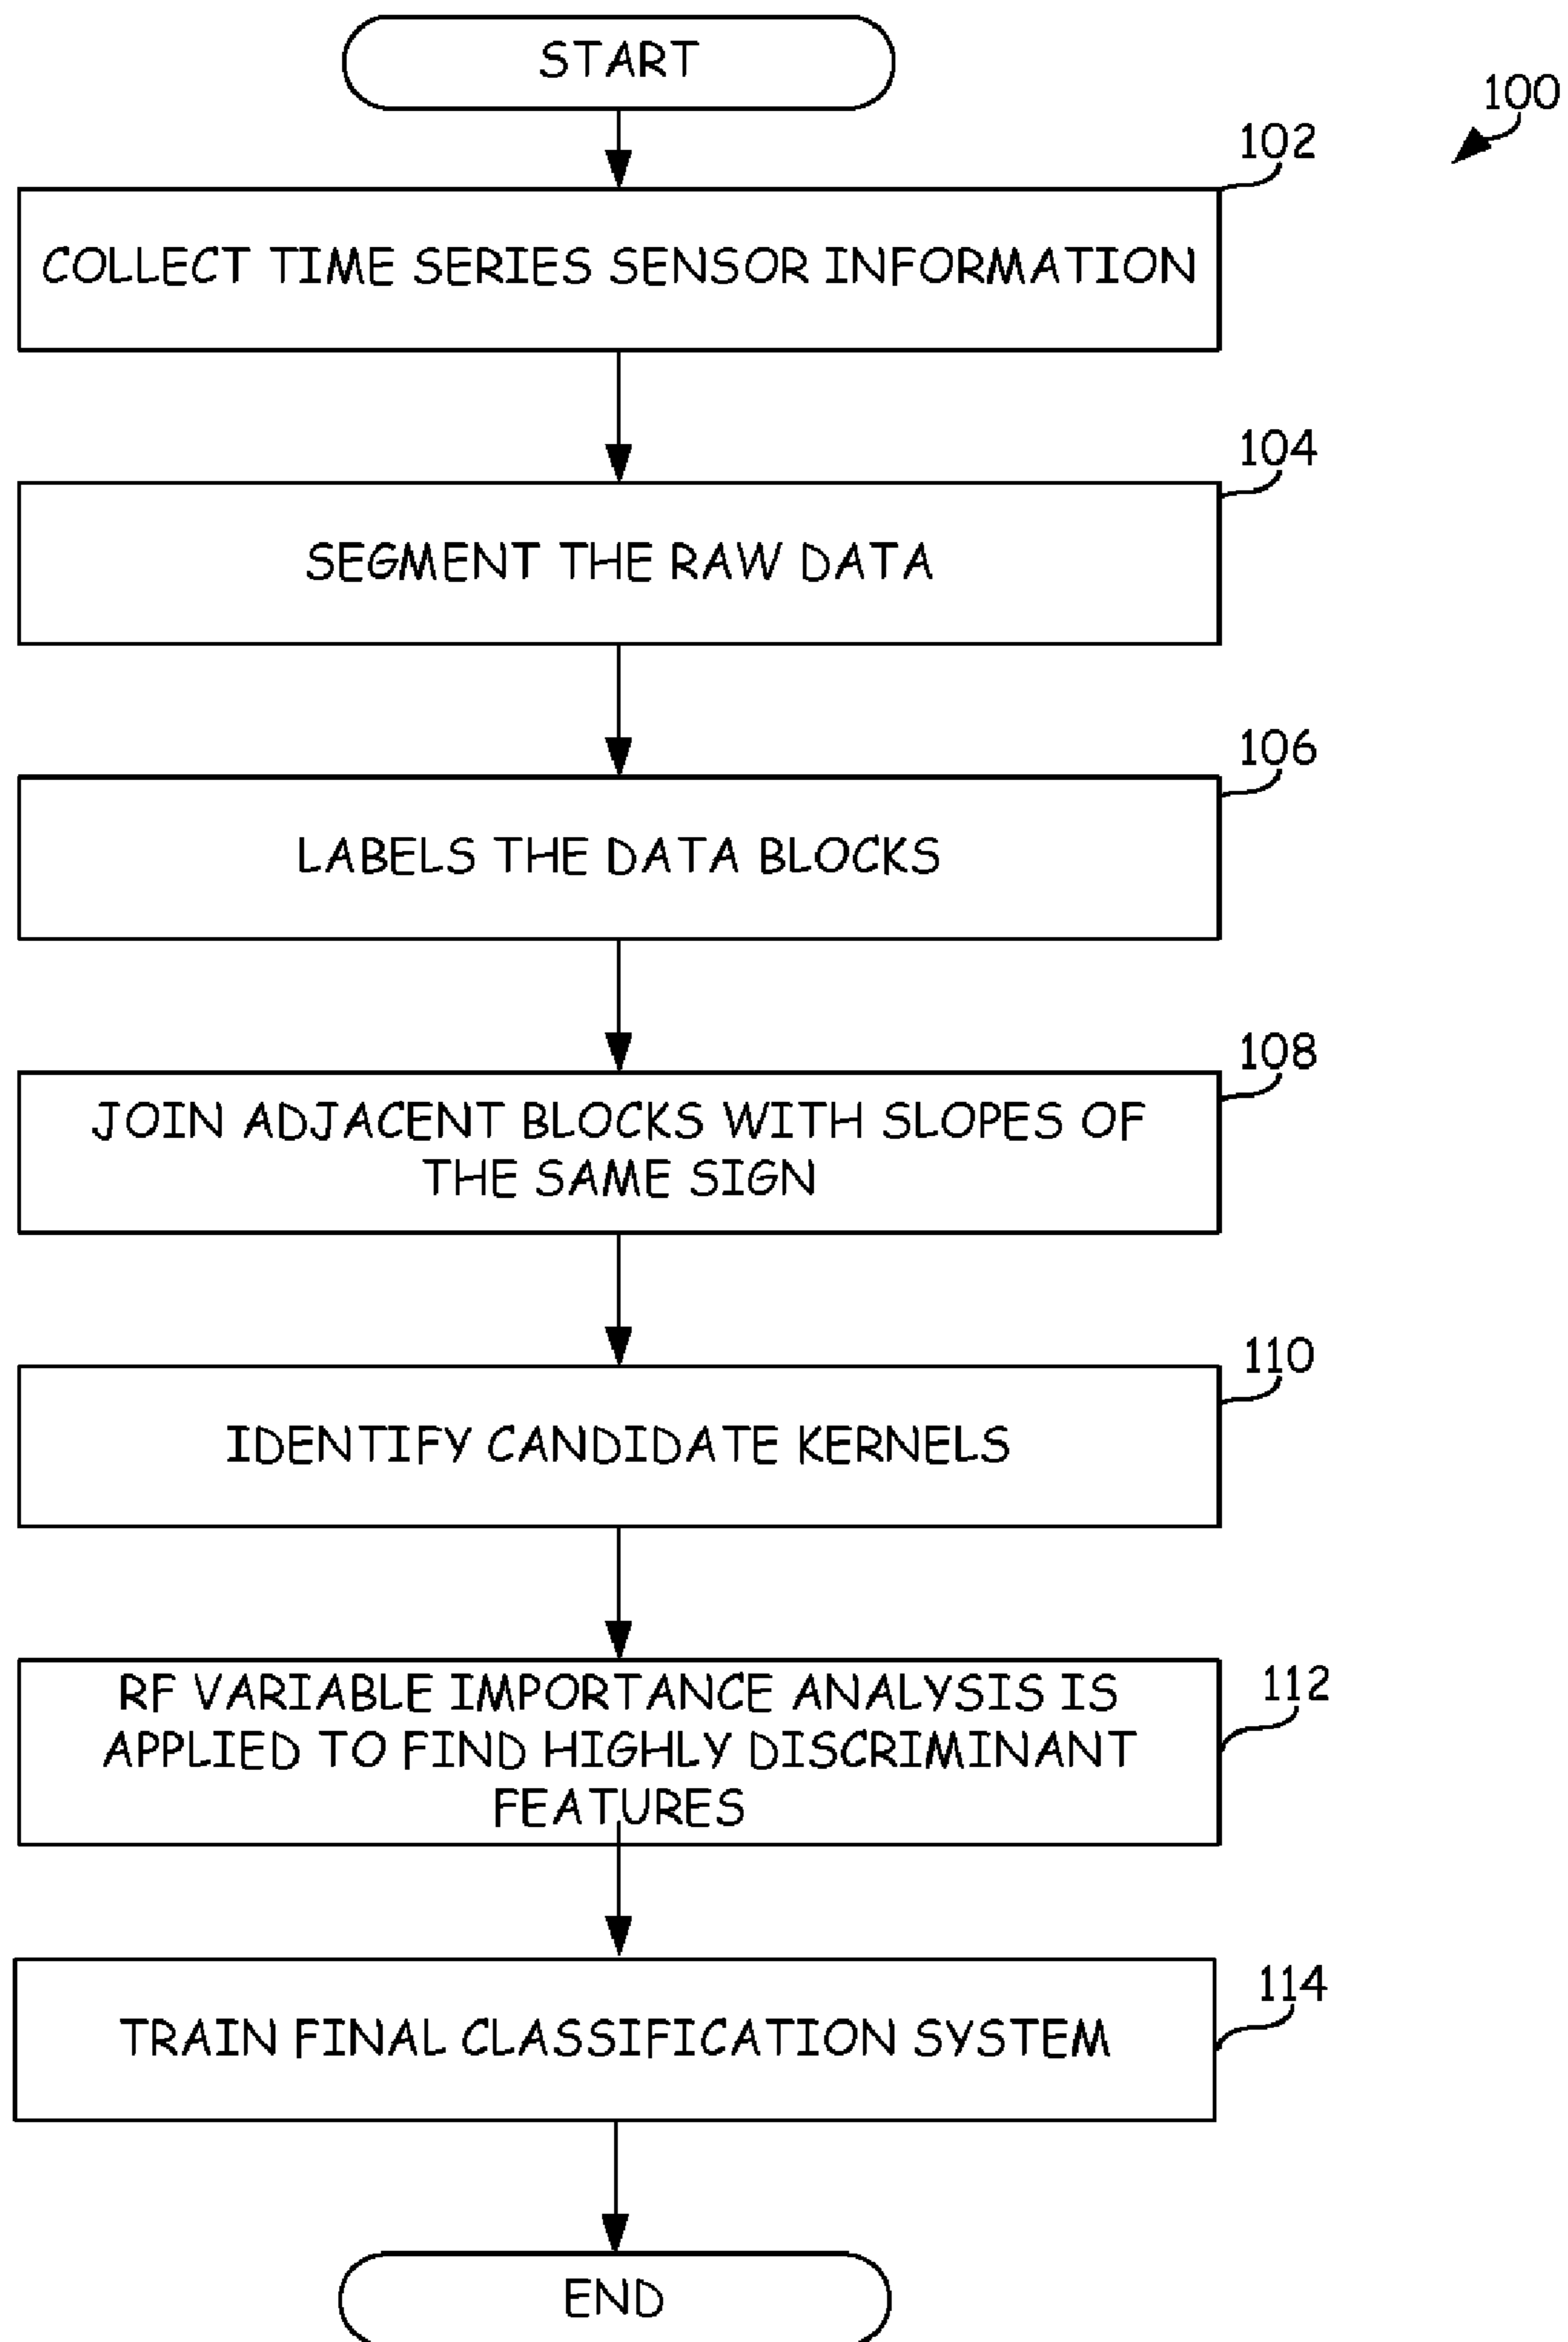 START
100
102
COLLECT TIME SERIES SENSOR INFORMATION
104
SEGMENT THE RAW DATA
106
LABELS THE DATA BLOCKS
108
JOIN ADJACENT BLOCKS WITH SLOPES OF
THE SAME SIGN
110
IDENTIFY CANDIDATE KERNELS
112
RF VARIABLE IMPORTANCE ANALYSIS IS
APPLIED TO FIND HIGHLY DISCRIMINANT
FEATURES
114
TRAIN FINAL CLASSIFICATION SYSTEM
END